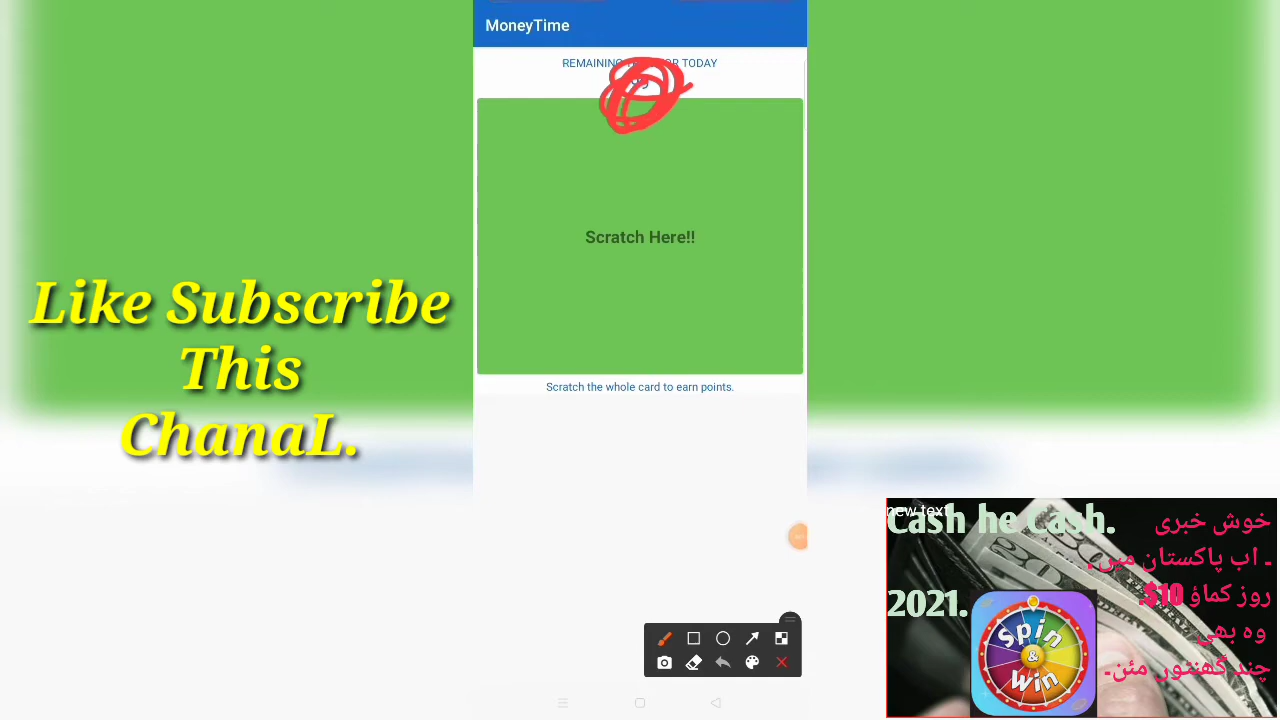 MoneyTime
REMAINING FOR TODAY
Scratch Here!!
Scratch the whole card to earn points.
Like Subscribe
This
ChanaL.
new text
Cash he Cash.
2021.
خوش خبری
۔ اب پاکستان میں۔
روز کماؤ 10$۔
وہ بھی
چند گھنٹوں مئں۔
Spin
&
Win